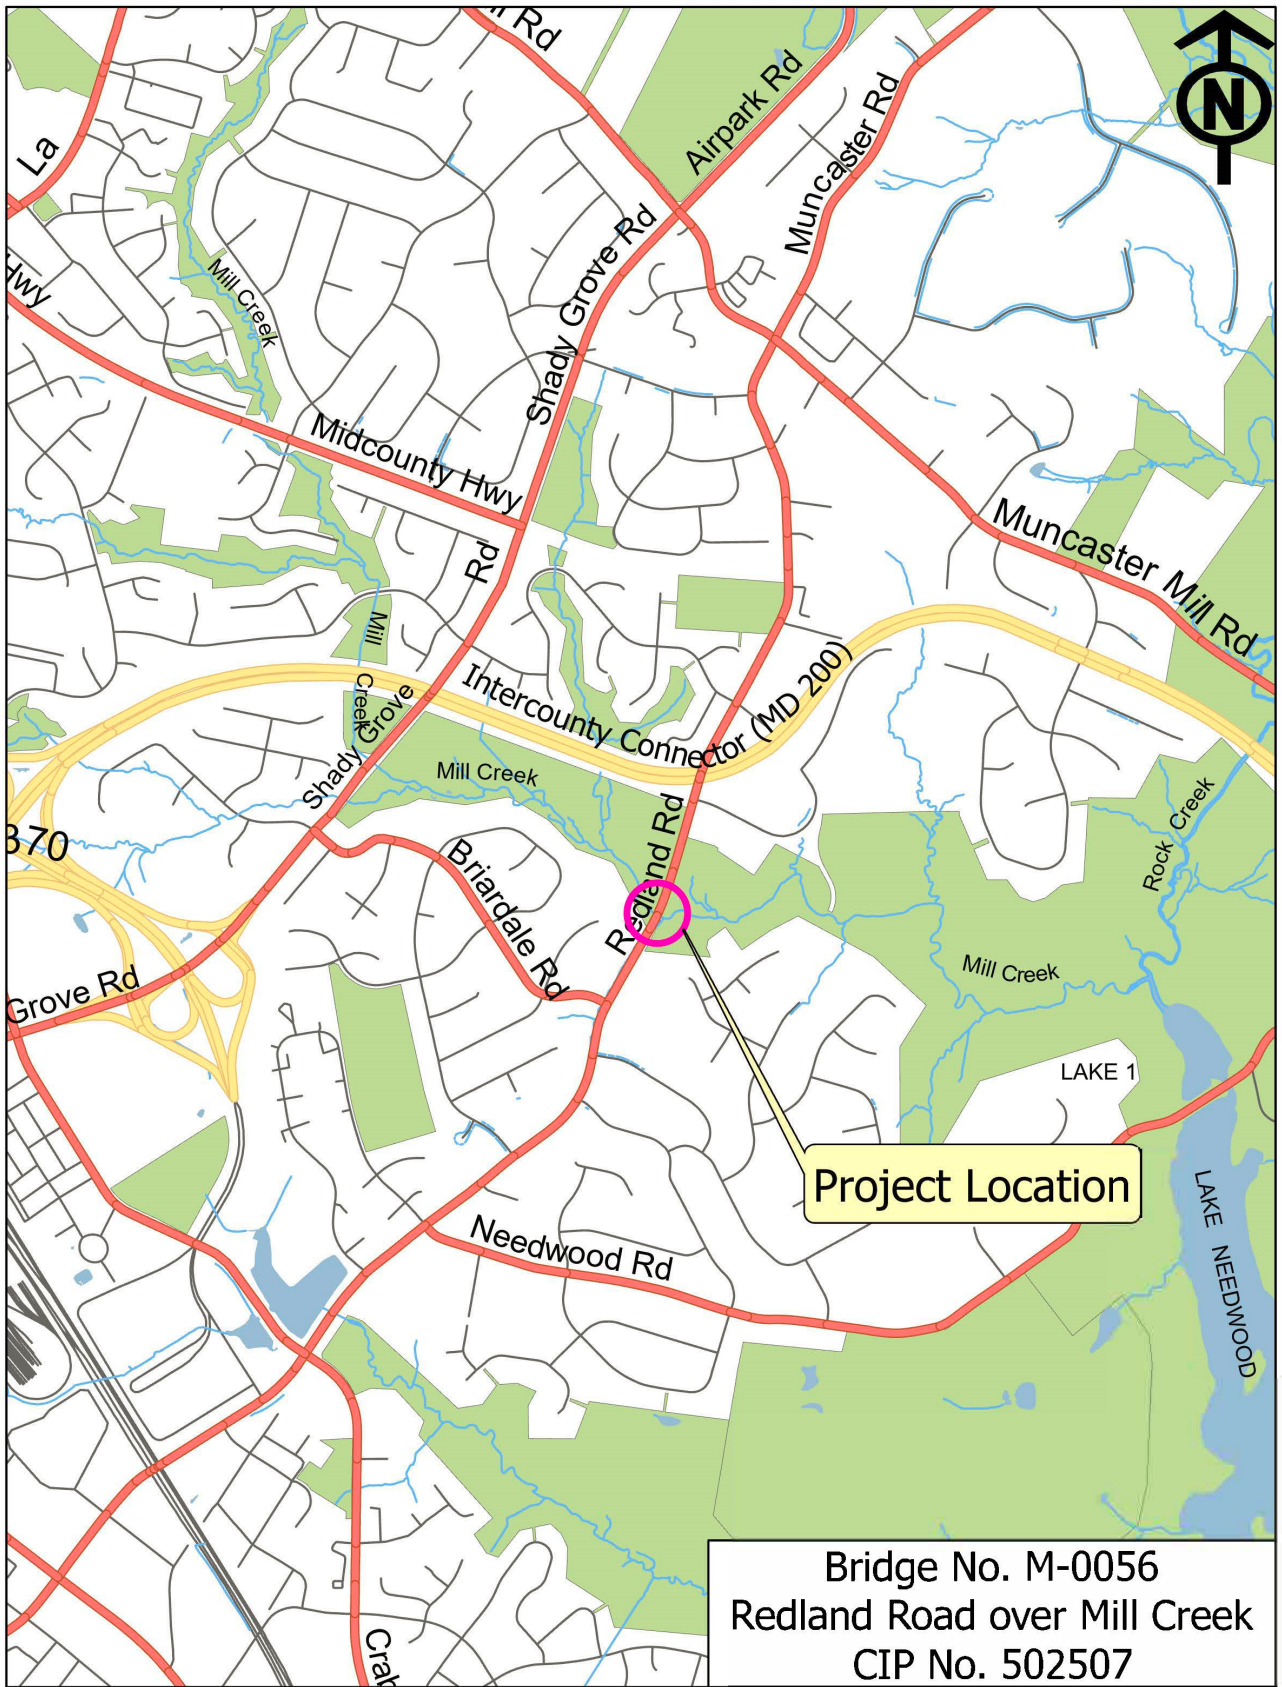 ill Rd
Airpark Rd
Muncaster Rd
N
La
Shady Grove Rd
Hwy
Mill Creek
Midcounty Hwy
Rd
Muncaster Mill Rd
Mill
Creek
Intercounty Connector (MD 200)
Shady Grove
Mill Creek
370
Redland Rd
Briardale Rd
Rock Creek
Mill Creek
Grove Rd
LAKE 1
Project Location
LAKE NEEDWOOD
Needwood Rd
Crab
Bridge No. M-0056
Redland Road over Mill Creek
CIP No. 502507